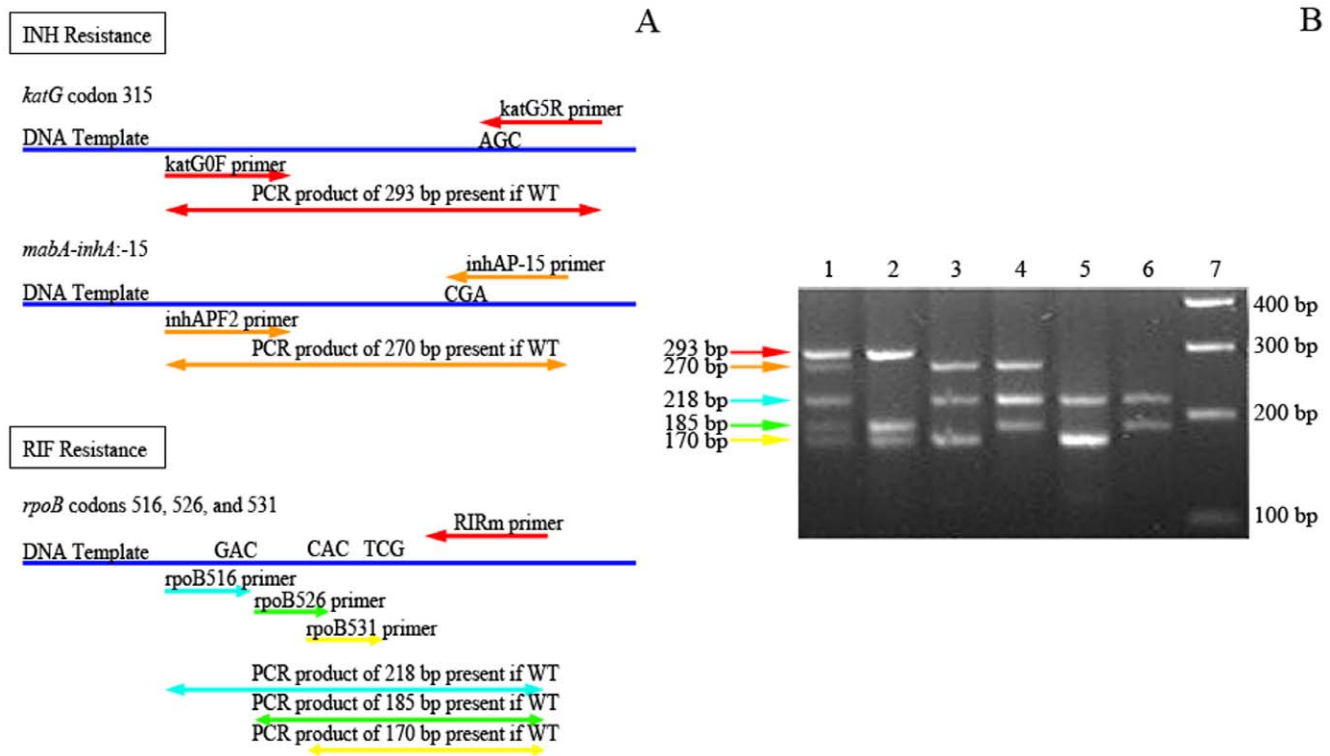 A
B
INH Resistance
katG codon 315
katG5R primer
DNA Template
AGC
katG0F primer
PCR product of 293 bp present if WT
mabA-inhA:-15
inhAP-15 primer
DNA Template
CGA
inhAPF2 primer
PCR product of 270 bp present if WT
RIF Resistance
rpoB codons 516, 526, and 531
RIRm primer
DNA Template
GAC
CAC
TCG
rpoB516 primer
rpoB526 primer
rpoB531 primer
PCR product of 218 bp present if WT
PCR product of 185 bp present if WT
PCR product of 170 bp present if WT
1 2 3 4 5 6 7
293 bp
270 bp
218 bp
185 bp
170 bp
400 bp
300 bp
200 bp
100 bp